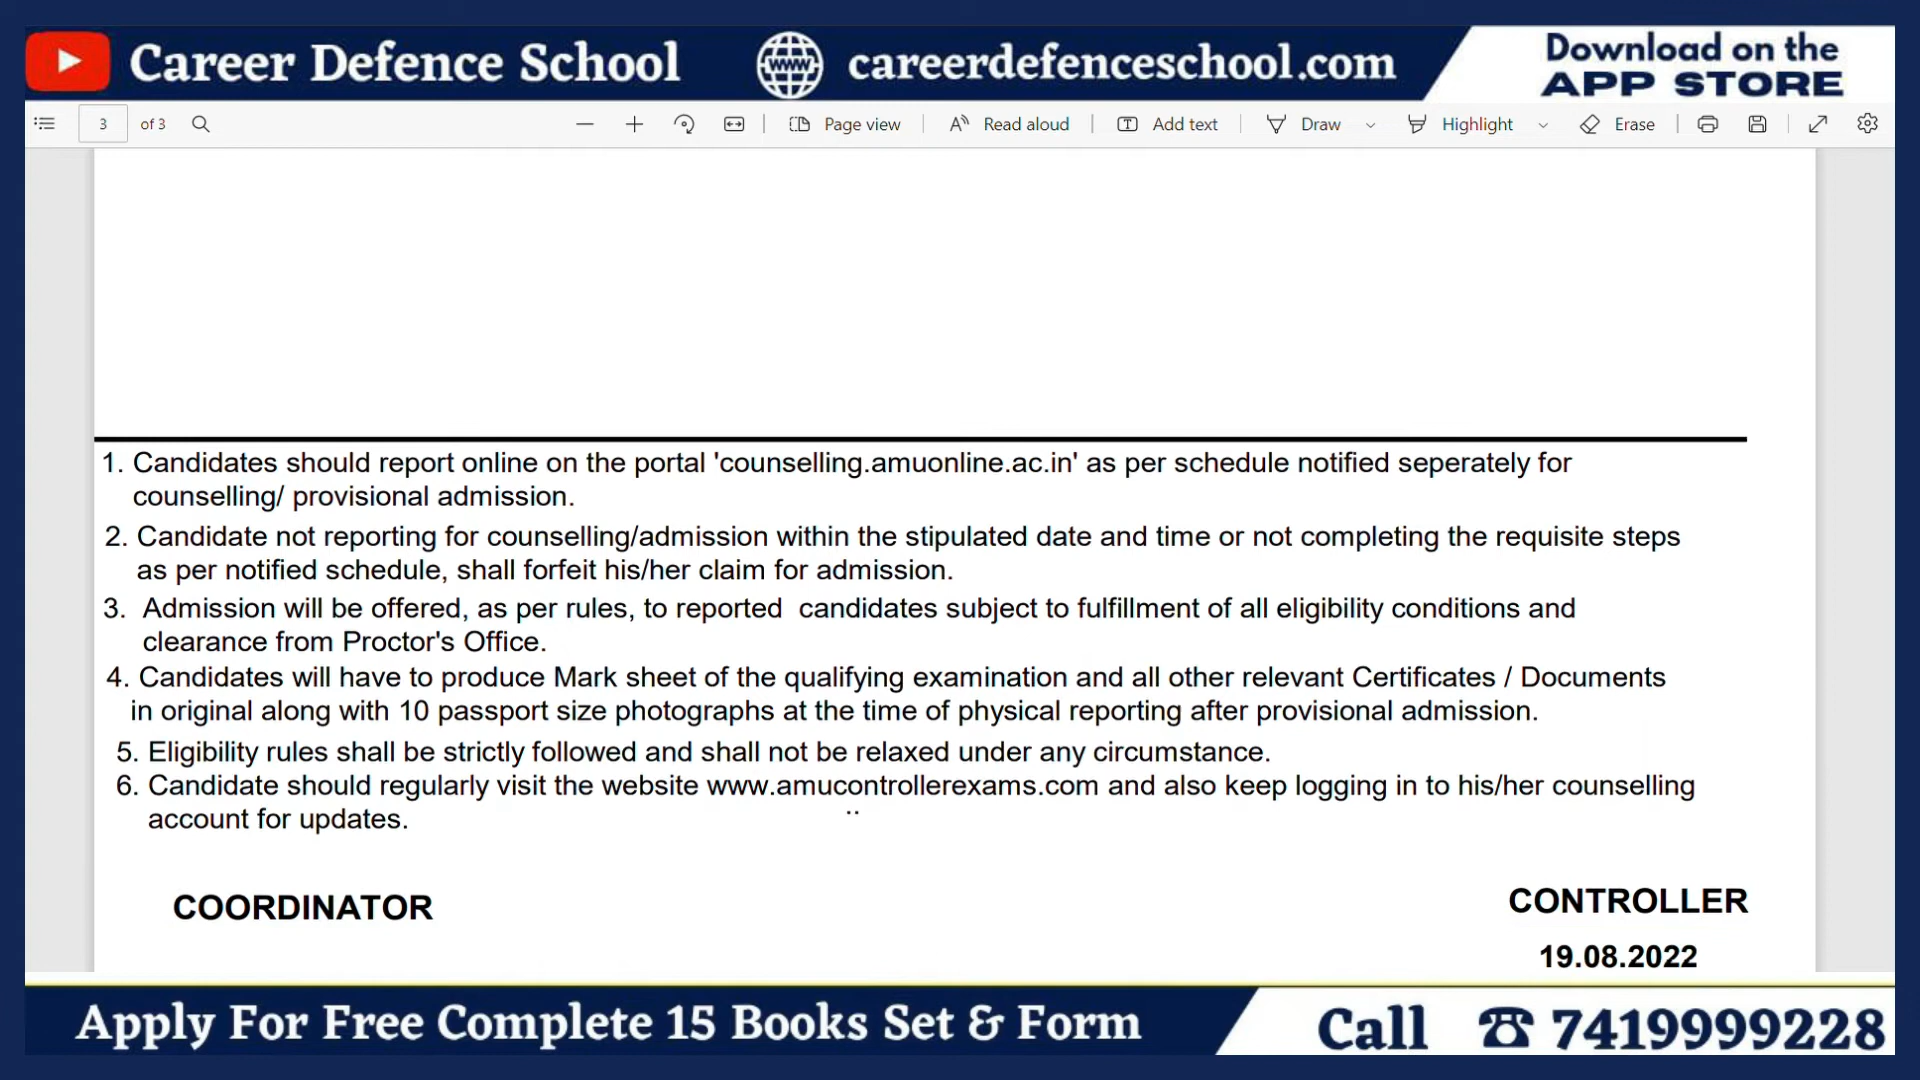 Career Defence School
www
careerdefenceschool.com
Download on the
APP STORE
3
of 3
Page view
Read aloud
Add text
Draw
Highlight
Erase
1. Candidates should report online on the portal 'counselling.amuonline.ac.in' as per schedule notified seperately for
counselling/ provisional admission.
2. Candidate not reporting for counselling/admission within the stipulated date and time or not completing the requisite steps
as per notified schedule, shall forfeit his/her claim for admission.
3. Admission will be offered, as per rules, to reported candidates subject to fulfillment of all eligibility conditions and
clearance from Proctor's Office.
4. Candidates will have to produce Mark sheet of the qualifying examination and all other relevant Certificates / Documents
in original along with 10 passport size photographs at the time of physical reporting after provisional admission.
5. Eligibility rules shall be strictly followed and shall not be relaxed under any circumstance.
6. Candidate should regularly visit the website www.amucontrollerexams.com and also keep logging in to his/her counselling
account for updates.
COORDINATOR
CONTROLLER
19.08.2022
Apply For Free Complete 15 Books Set & Form
Call ☎ 7419999228